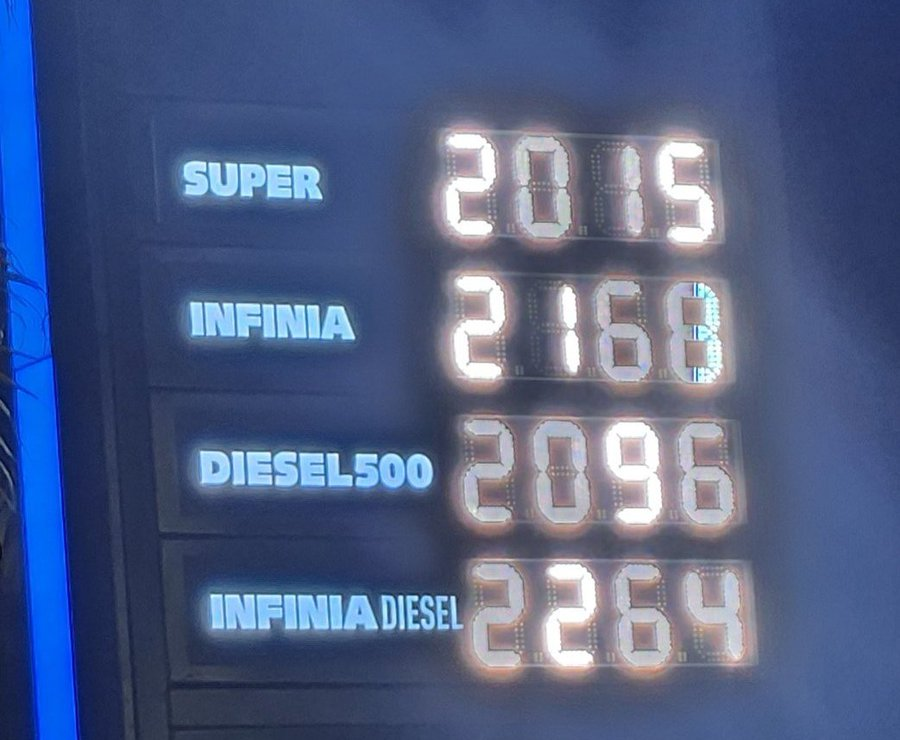 SUPER 2015
INFINIA 2168
DIESEL500 2096
INFINIA DIESEL 2264